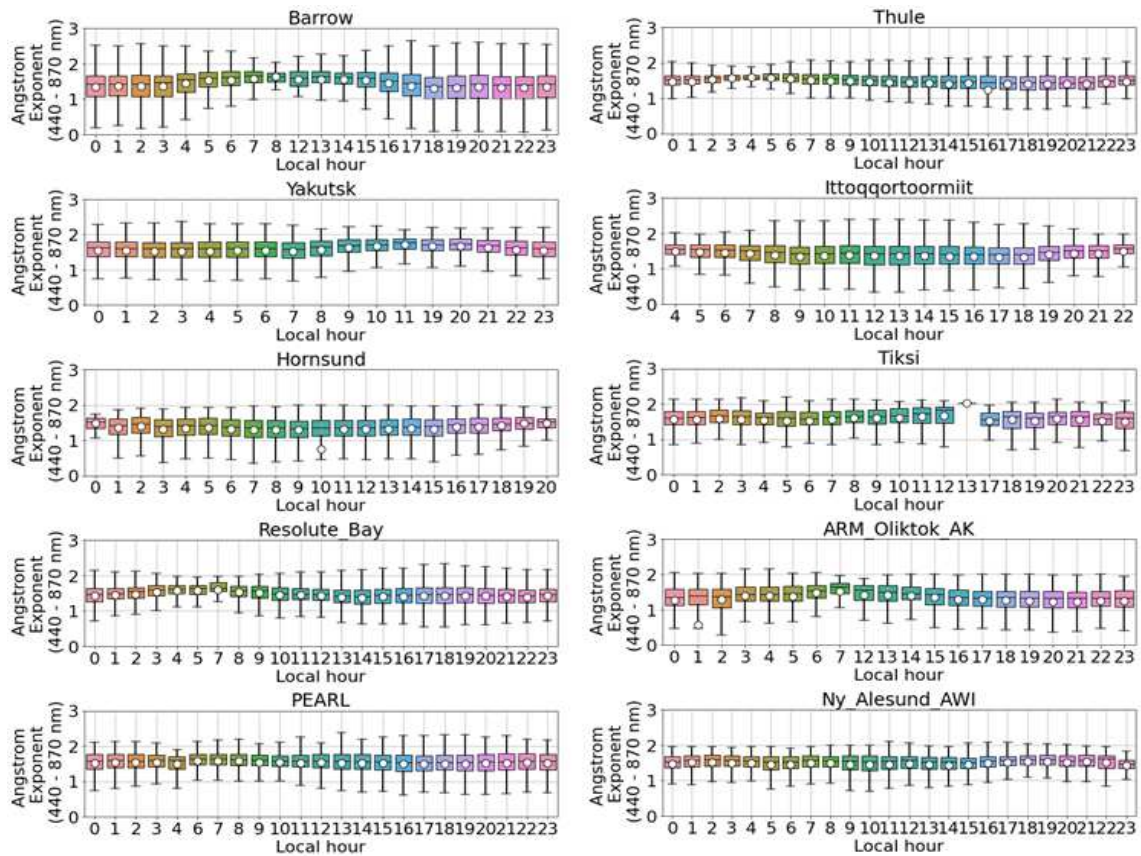 Barrow
Angstrom
Exponent
(440 - 870 nm)
3
2
1
0
0 1 2 3 4 5 6 7 8 12 13 14 15 16 17 18 19 20 21 22 23
Local hour
Thule
Angstrom
Exponent
(440 - 870 nm)
3
2
1
0
0 1 2 3 4 5 6 7 8 9 10 11 12 13 14 15 16 17 18 19 20 21 22 23
Local hour
Yakutsk
Angstrom
Exponent
(440 - 870 nm)
3
2
1
0
0 1 2 3 4 5 6 7 8 9 10 11 19 20 21 22 23
Local hour
Ittoqqortoormiit
Angstrom
Exponent
(440 - 870 nm)
3
2
1
0
4 5 6 7 8 9 10 11 12 13 14 15 16 17 18 19 20 21 22
Local hour
Hornsund
Angstrom
Exponent
(440 - 870 nm)
3
2
1
0
0 1 2 3 4 5 6 7 8 9 10 11 12 13 14 15 16 17 18 19 20
Local hour
Tiksi
Angstrom
Exponent
(440 - 870 nm)
3
2
1
0
0 1 2 3 4 5 6 7 8 9 10 11 12 13 17 18 19 20 21 22 23
Local hour
Resolute_Bay
Angstrom
Exponent
(440 - 870 nm)
3
2
1
0
0 1 2 3 4 5 6 7 8 9 10 11 12 13 14 15 16 17 18 19 20 21 22 23
Local hour
ARM_Oliktok_AK
Angstrom
Exponent
(440 - 870 nm)
3
2
1
0
0 1 2 3 4 5 6 7 12 13 14 15 16 17 18 19 20 21 22 23
Local hour
PEARL
Angstrom
Exponent
(440 - 870 nm)
3
2
1
0
0 1 2 3 4 5 6 7 8 9 10 11 12 13 14 15 16 17 18 19 20 21 22 23
Local hour
Ny_Alesund_AWI
Angstrom
Exponent
(440 - 870 nm)
3
2
1
0
0 1 2 3 4 5 6 7 8 9 10 11 12 13 14 15 16 17 18 19 20 21 22 23
Local hour